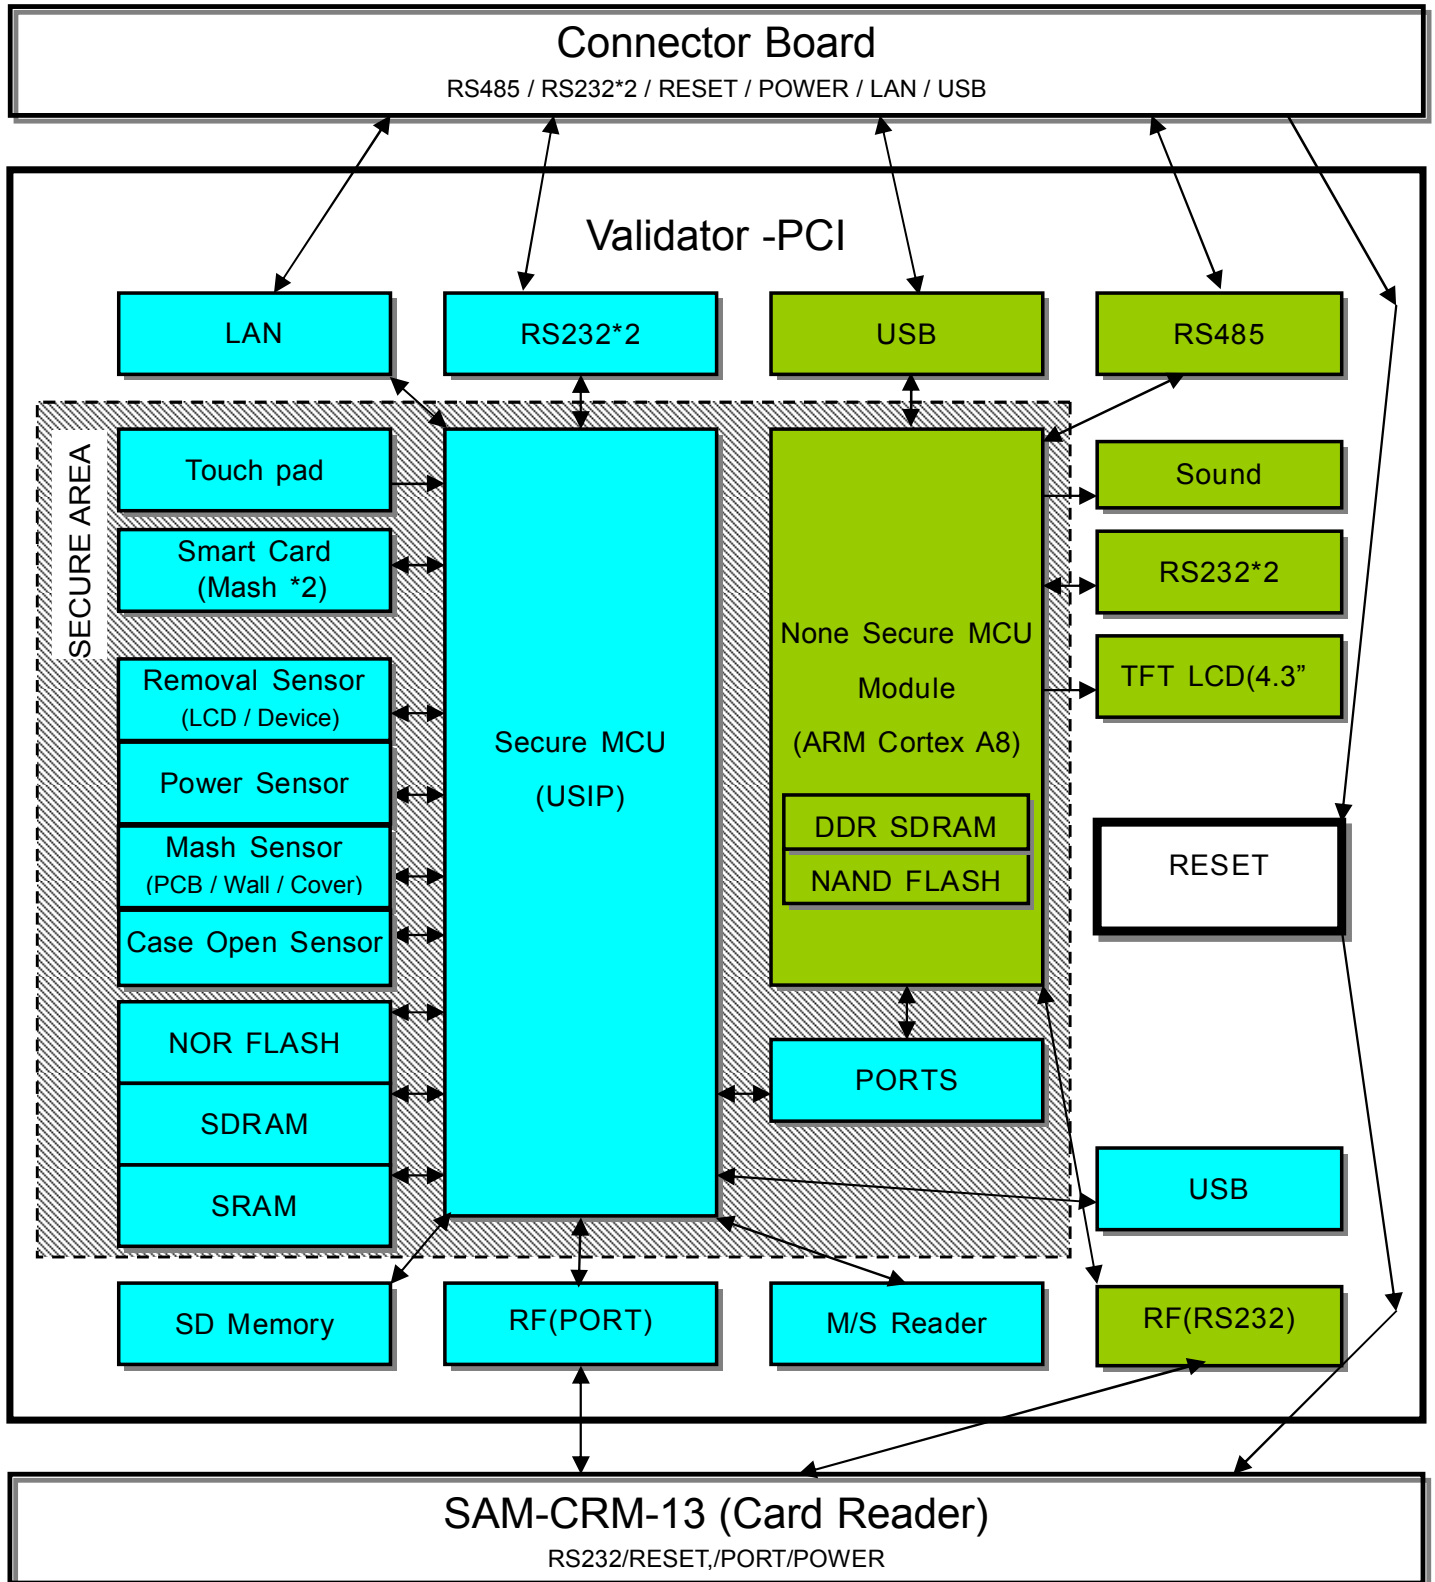 Connector Board
RS485 / RS232*2 / RESET / POWER / LAN / USB
Validator -PCI
LAN
RS232*2
USB
RS485
SECURE AREA
Touch pad
Smart Card
(Mash *2)
Removal Sensor
(LCD / Device)
Power Sensor
Mash Sensor
(PCB / Wall / Cover)
Case Open Sensor
NOR FLASH
SDRAM
SRAM
Secure MCU
(USIP)
None Secure MCU
Module
(ARM Cortex A8)
DDR SDRAM
NAND FLASH
PORTS
Sound
RS232*2
TFT LCD(4.3”
RESET
USB
SD Memory
RF(PORT)
M/S Reader
RF(RS232)
SAM-CRM-13 (Card Reader)
RS232/RESET,/PORT/POWER